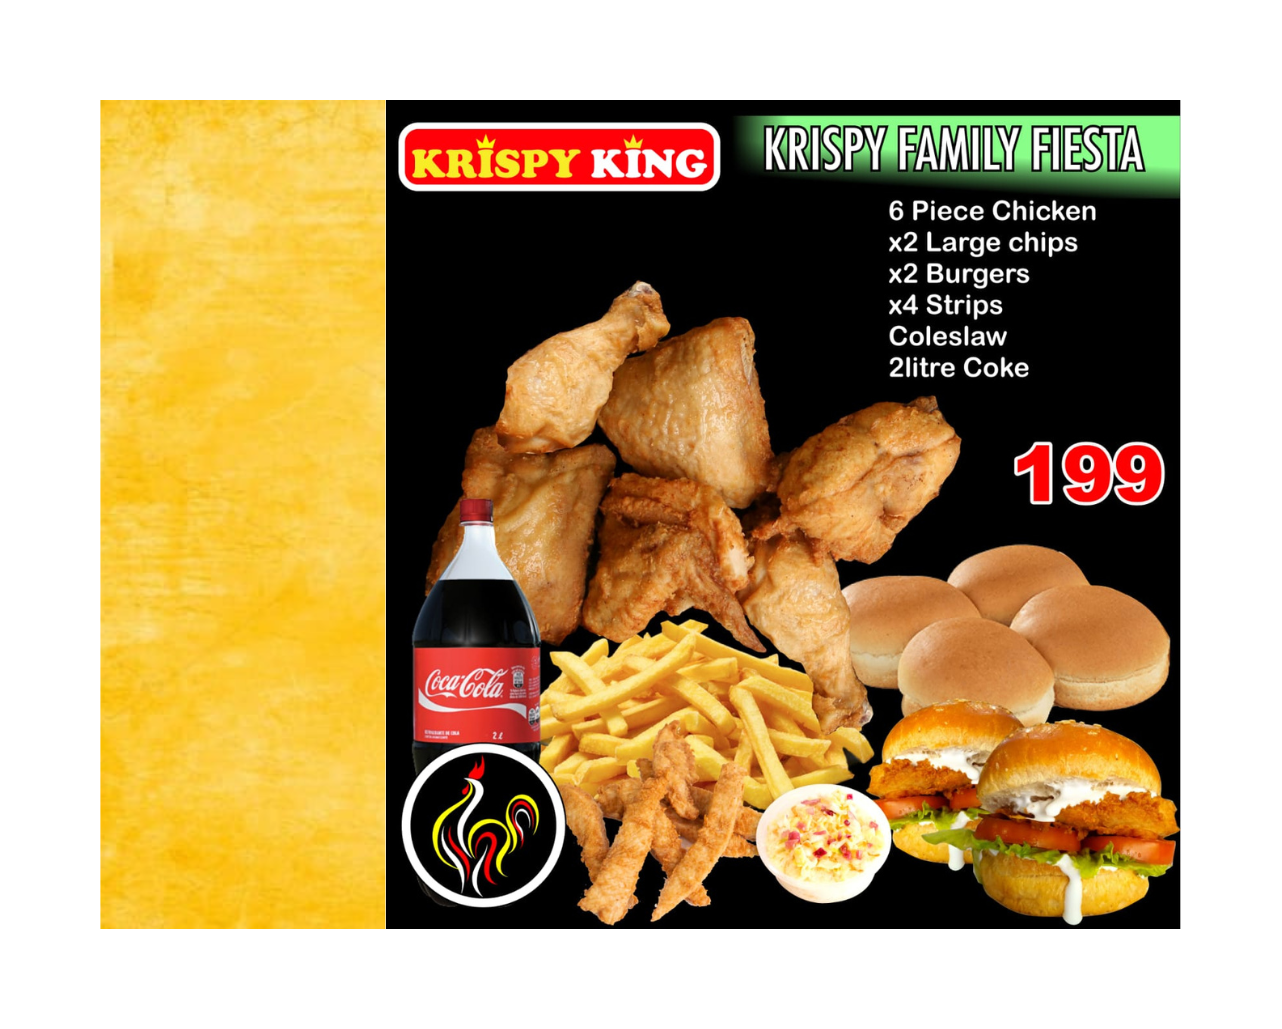 KRISPY KING
KRISPY FAMILY FIESTA
6 Piece Chicken
x2 Large chips
x2 Burgers
x4 Strips
Coleslaw
2litre Coke
199
Coca-Cola
2ℓ